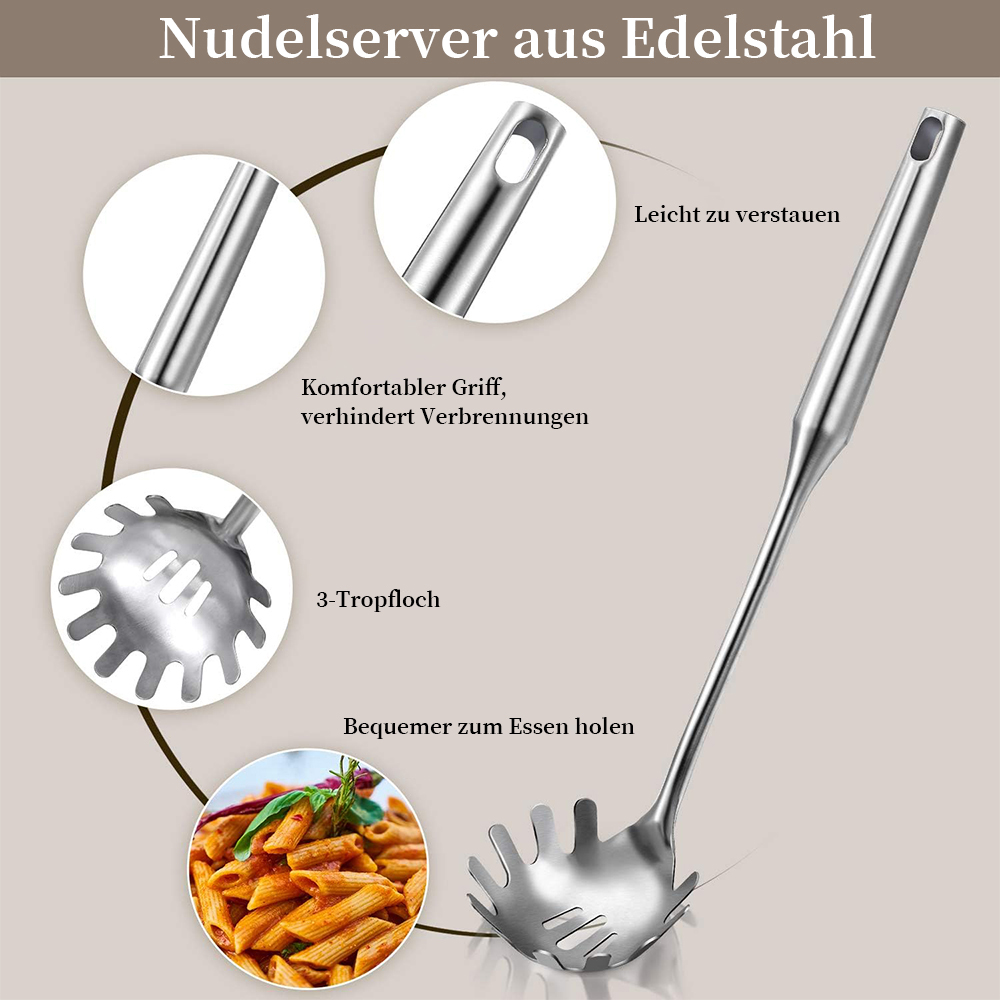 Nudelserver aus Edelstahl
Leicht zu verstauen
Komfortabler Griff,
verhindert Verbrennungen
3-Tropfloch
Bequemer zum Essen holen